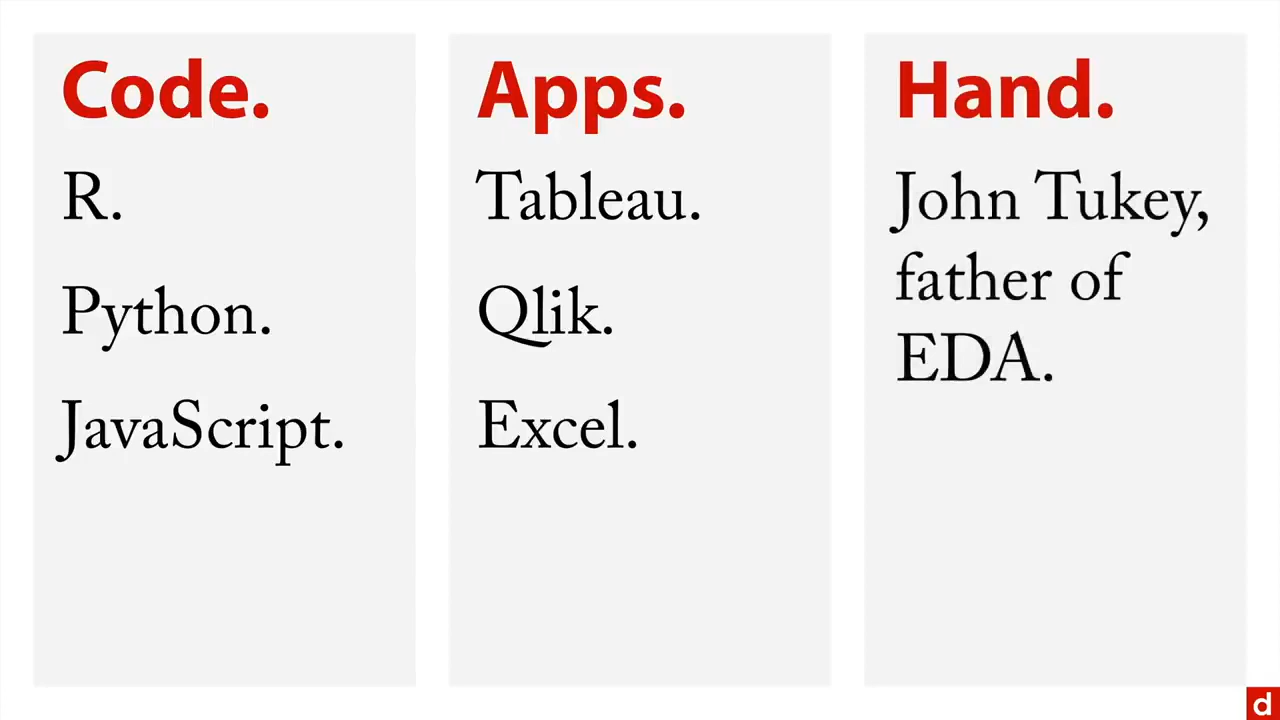 Code.
R.
Python.
JavaScript.
Apps.
Tableau.
Qlik.
Excel.
Hand.
John Tukey,
father of
EDA.
d